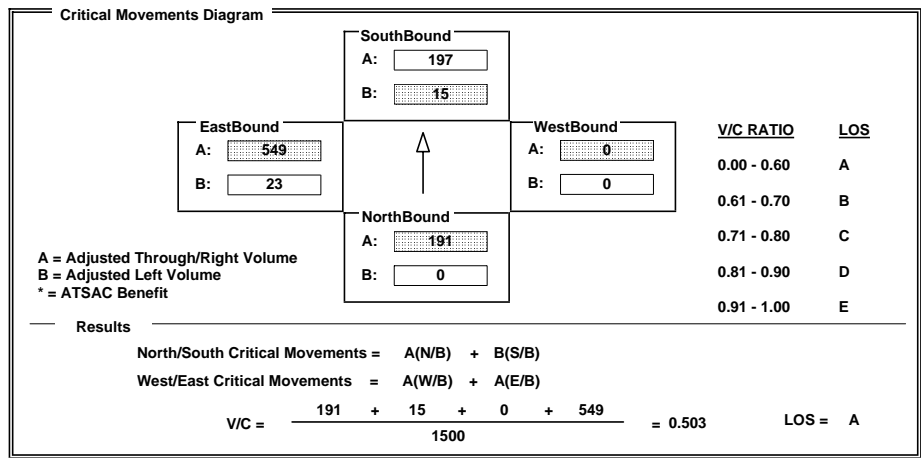 Critical Movements Diagram
SouthBound
A: 197
B: 15
EastBound
A: 549
B: 23
WestBound
A: 0
B: 0
NorthBound
A: 191
B: 0
V/C RATIO LOS
0.00 - 0.60 A
0.61 - 0.70 B
0.71 - 0.80 C
0.81 - 0.90 D
0.91 - 1.00 E
A = Adjusted Through/Right Volume
B = Adjusted Left Volume
* = ATSAC Benefit
Results
North/South Critical Movements = A(N/B) + B(S/B)
West/East Critical Movements = A(W/B) + A(E/B)
V/C = 191 + 15 + 0 + 549 = 0.503 LOS = A
1500